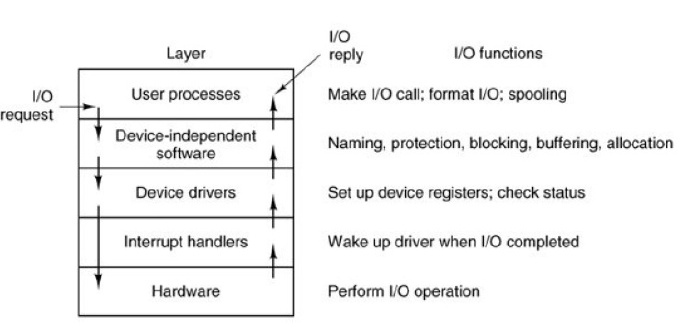 Layer
I/O
reply
I/O functions
I/O
request
User processes
Make I/O call; format I/O; spooling
Device-independent
software
Naming, protection, blocking, buffering, allocation
Device drivers
Set up device registers; check status
Interrupt handlers
Wake up driver when I/O completed
Hardware
Perform I/O operation